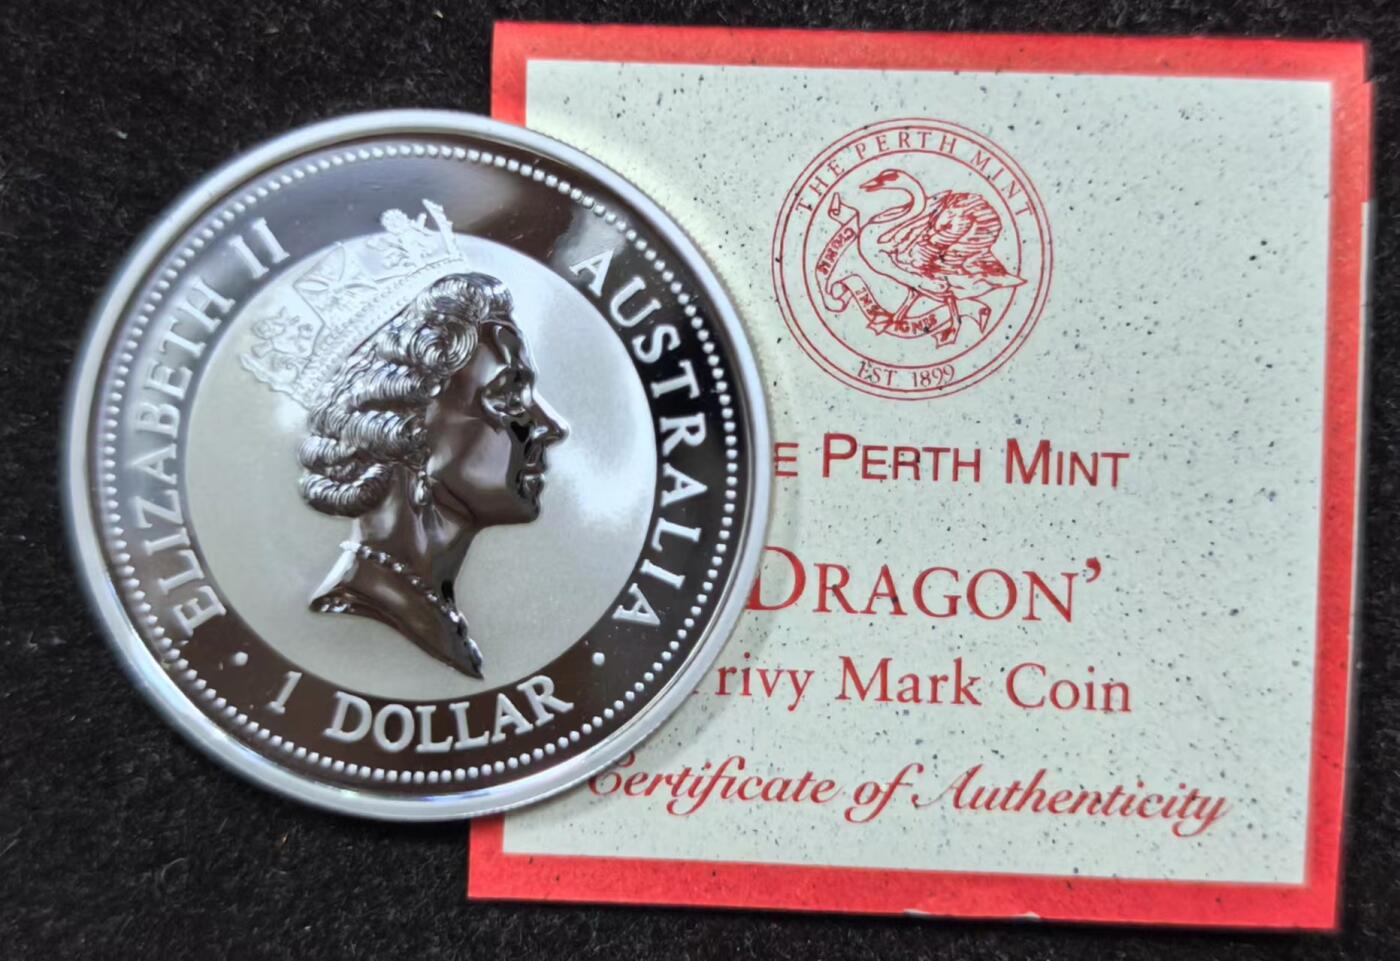 ELIZABETH II
AUSTRALIA
· 1 DOLLAR ·
THE PERTH MINT
EST. 1899
E PERTH MINT
DRAGON’
rivy Mark Coin
Certificate of Authenticity